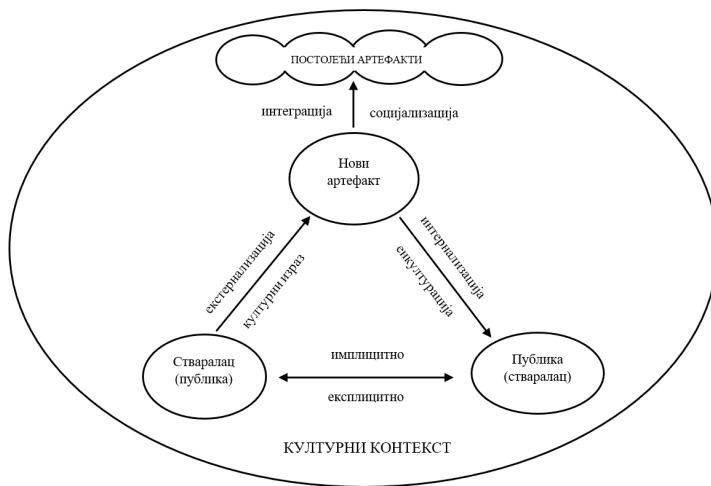 ПОСТОЈЕЋИ АРТЕФАКТИ
интеграција
социјализација
Нови
артефакт
екстернализација
културни израз
интернализација
енкултурација
Стваралац
(публика)
имплицитно
експлицитно
Публика
(стваралац)
КУЛТУРНИ КОНТЕКСТ